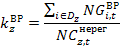 k_z^{BP} = \frac{\sum_{i \in D_z} NG_{i,t}^{BP}}{NC_{z,t}^{нерег}}